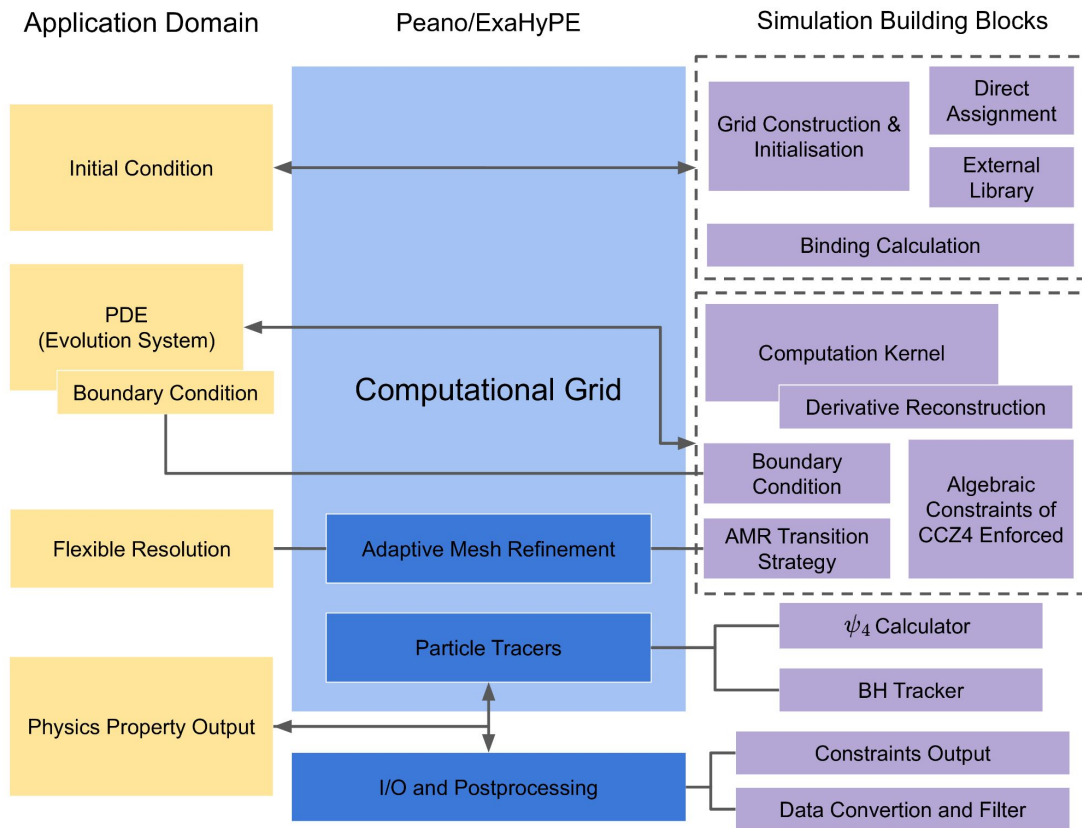 Application Domain
Peano/ExaHyPE
Simulation Building Blocks
Initial Condition
PDE
(Evolution System)
Boundary Condition
Flexible Resolution
Physics Property Output
Computational Grid
Adaptive Mesh Refinement
Particle Tracers
I/O and Postprocessing
Grid Construction &
Initialisation
Direct
Assignment
External
Library
Binding Calculation
Computation Kernel
Derivative Reconstruction
Boundary
Condition
Algebraic
Constraints of
CCZ4 Enforced
AMR Transition
Strategy
ψ₄ Calculator
BH Tracker
Constraints Output
Data Convertion and Filter